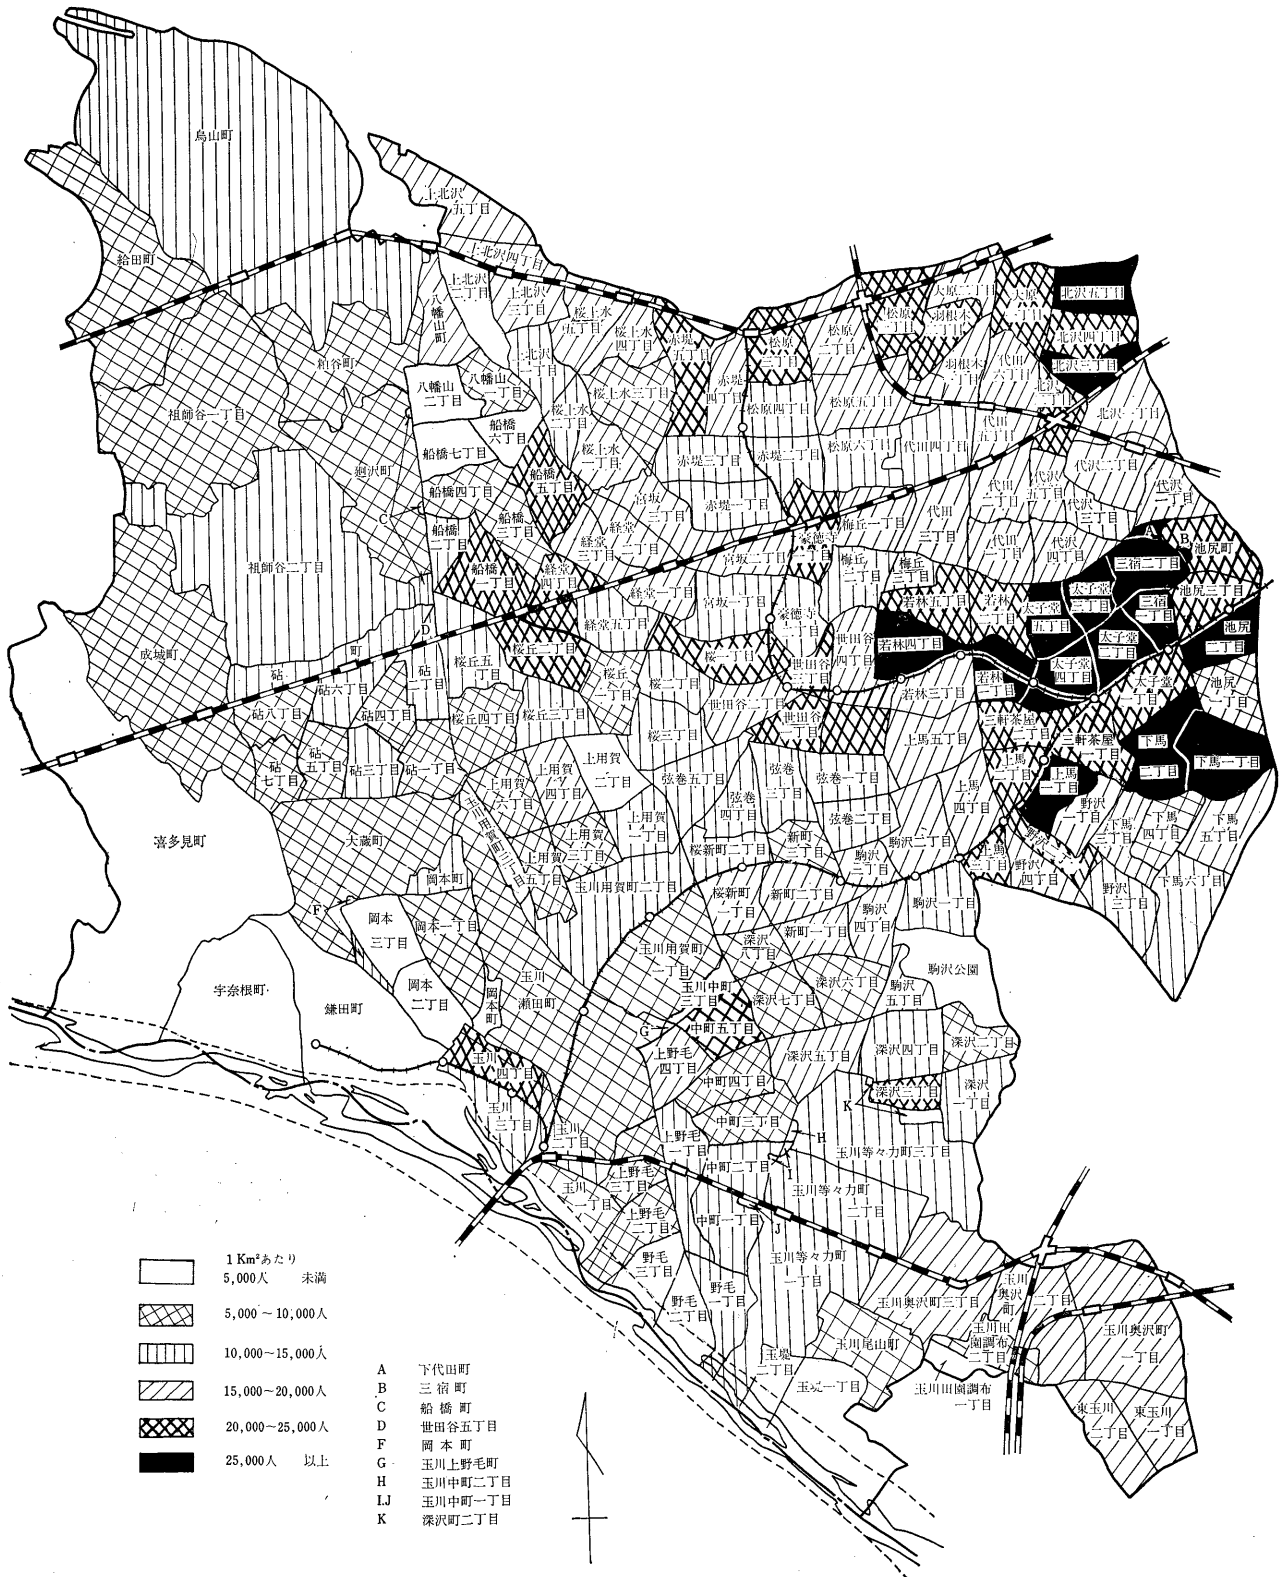 烏山町
上北沢
五丁目
上北沢四丁目
給田町
上北沢
二丁目
上北沢
三丁目
八幡山町
桜上水
五丁目
桜上水
四丁目
赤堤
五丁目
松原
三丁目
松原
二丁目
松原
一丁目
大原二丁目
羽根木
二丁目
大原
一丁目
北沢五丁目
北沢四丁目
北沢三丁目
粕谷町
上北沢
一丁目
八幡山
二丁目
八幡山
一丁目
桜上水三丁目
赤堤
四丁目
松原四丁目
松原五丁目
羽根木
一丁目
代田
六丁目
北沢
二丁目
北沢一丁目
祖師谷一丁目
船橋
六丁目
桜上水
二丁目
船橋七丁目
桜上水
一丁目
赤堤三丁目
赤堤二丁目
松原六丁目
代田四丁目
代田
五丁目
廻沢町
船橋四丁目
船橋
五丁目
宮坂
三丁目
赤堤一丁目
代田
二丁目
代沢
五丁目
代沢二丁目
代沢
一丁目
代沢
三丁目
C
船橋
二丁目
船橋
三丁目
経堂
三丁目
経堂
二丁目
豪徳寺
一丁目
梅丘一丁目
代田
三丁目
代田
一丁目
代沢
四丁目
A
B
池尻町
祖師谷二丁目
船橋
一丁目
経堂
四丁目
宮坂二丁目
梅丘
二丁目
梅丘
三丁目
三宿二丁目
経堂一丁目
宮坂一丁目
若林五丁目
若林
二丁目
太子堂
五丁目
太子堂
三丁目
三宿
一丁目
池尻三丁目
D
経堂五丁目
豪徳寺
二丁目
世田谷
四丁目
若林四丁目
太子堂
二丁目
池尻
二丁目
成城町
砧
町
砧
二丁目
桜丘五
丁目
桜丘二丁目
桜丘
一丁目
桜一丁目
世田谷
三丁目
太子堂
四丁目
太子堂
一丁目
池尻
一丁目
砧六丁目
桜二丁目
若林
一丁目
若林三丁目
砧八丁目
砧四丁目
桜丘四丁目
桜丘三丁目
世田谷二丁目
世田谷
一丁目
三軒茶屋
二丁目
三軒茶屋
一丁目
下馬
二丁目
下馬一丁目
砧
七丁目
砧
五丁目
砧三丁目
砧一丁目
上用賀
六丁目
上用賀
四丁目
上用賀
二丁目
桜三丁目
弦巻五丁目
弦巻
三丁目
弦巻一丁目
上馬五丁目
上馬
二丁目
上馬
一丁目
喜多見町
大蔵町
玉川用賀町三丁目
上用賀
一丁目
上用賀
三丁目
弦巻
四丁目
弦巻二丁目
上馬
四丁目
野沢
一丁目
下馬
三丁目
下馬
四丁目
下馬
五丁目
岡本町
上用賀
五丁目
桜新町二丁目
新町
三丁目
駒沢
三丁目
駒沢二丁目
上馬
三丁目
野沢二丁目
野沢
四丁目
野沢
三丁目
下馬六丁目
玉川用賀町二丁目
F
岡本
三丁目
岡本一丁目
桜新町
一丁目
新町二丁目
駒沢
四丁目
駒沢一丁目
新町一丁目
深沢
八丁目
玉川用賀町
一丁目
駒沢公園
宇奈根町
鎌田町
岡本
二丁目
岡本町
玉川
瀬田町
玉川中町
三丁目
深沢七丁目
深沢六丁目
駒沢
五丁目
G
中町五丁目
上野毛
四丁目
深沢五丁目
深沢四丁目
深沢二丁目
玉川
四丁目
中町四丁目
深沢三丁目
深沢
一丁目
K
玉川
三丁目
玉川
二丁目
中町三丁目
H
上野毛
一丁目
中町二丁目
I
玉川等々力町三丁目
玉川
一丁目
上野毛
三丁目
上野毛
二丁目
玉川等々力町
二丁目
中町一丁目
J
野毛
三丁目
野毛
一丁目
野毛
二丁目
玉川等々力町
一丁目
玉川奥沢町三丁目
玉川
奥沢
町
二丁目
玉川奥沢町
一丁目
玉川田
園調布
二丁目
玉川尾山町
玉堤
二丁目
玉堤一丁目
玉川田園調布
一丁目
東玉川
二丁目
東玉川
一丁目
1Km²あたり
5,000人 未満
5,000〜10,000人
10,000〜15,000人
15,000〜20,000人
20,000〜25,000人
25,000人 以上
A 下代田町
B 三宿町
C 船橋町
D 世田谷五丁目
F 岡本町
G 玉川上野毛町
H 玉川中町二丁目
I.J 玉川中町一丁目
K 深沢町二丁目